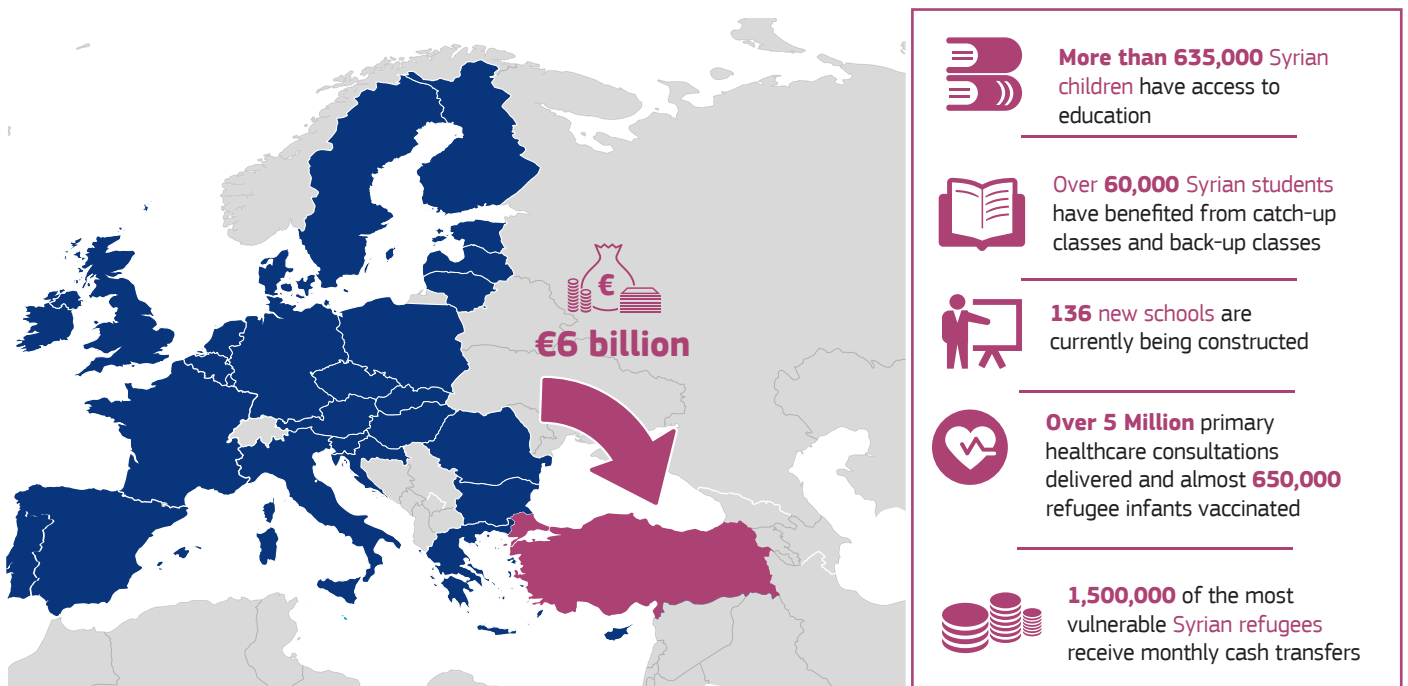 €
€6 billion
More than 635,000 Syrian
children have access to
education
Over 60,000 Syrian students
have benefited from catch-up
classes and back-up classes
136 new schools are
currently being constructed
Over 5 Million primary
healthcare consultations
delivered and almost 650,000
refugee infants vaccinated
1,500,000 of the most
vulnerable Syrian refugees
receive monthly cash transfers